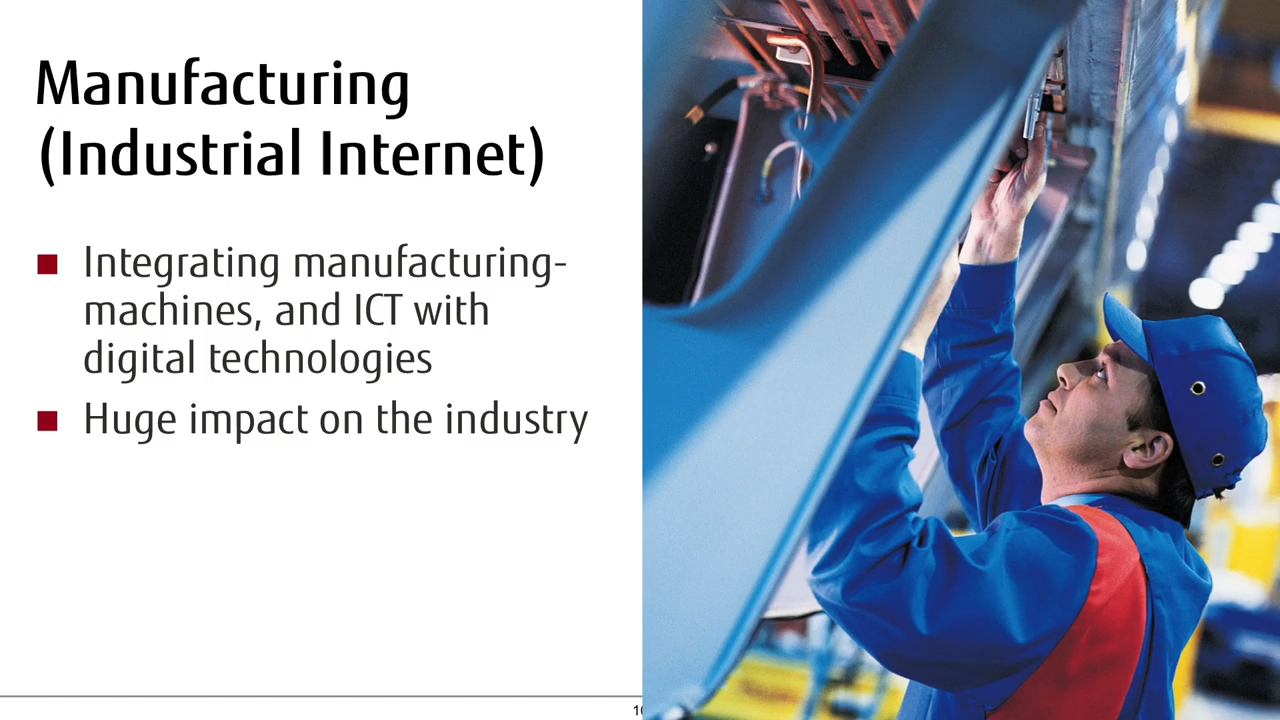 Manufacturing
(Industrial Internet)
Integrating manufacturing-
machines, and ICT with
digital technologies
Huge impact on the industry